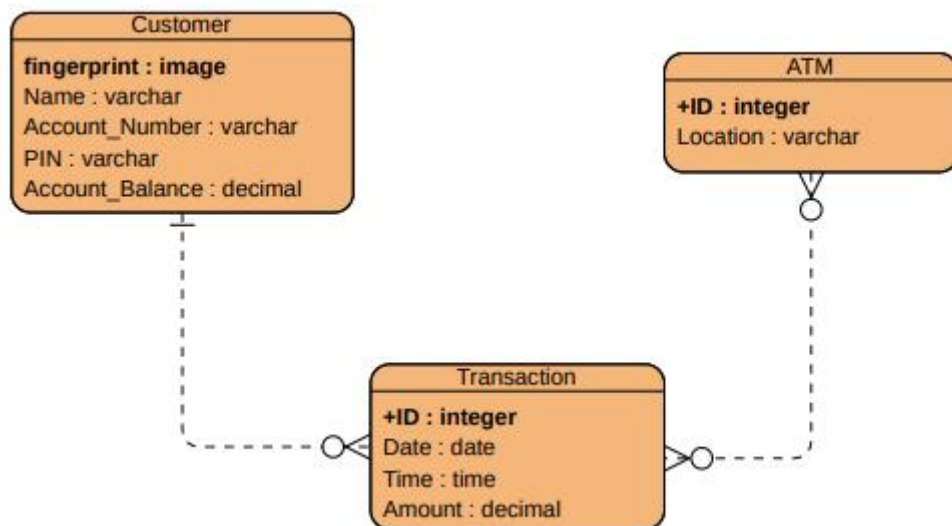 Customer
fingerprint : image
Name : varchar
Account_Number : varchar
PIN : varchar
Account_Balance : decimal
ATM
+ID : integer
Location : varchar
Transaction
+ID : integer
Date : date
Time : time
Amount : decimal